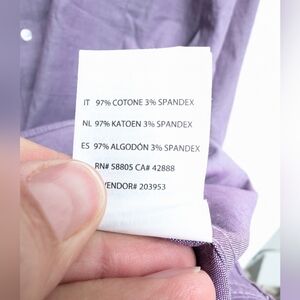 IT 97% COTONE 3% SPANDEX
NL 97% KATOEN 3% SPANDEX
ES 97% ALGODÓN 3% SPANDEX
RN# 58805 CA# 42888
VENDOR# 203953